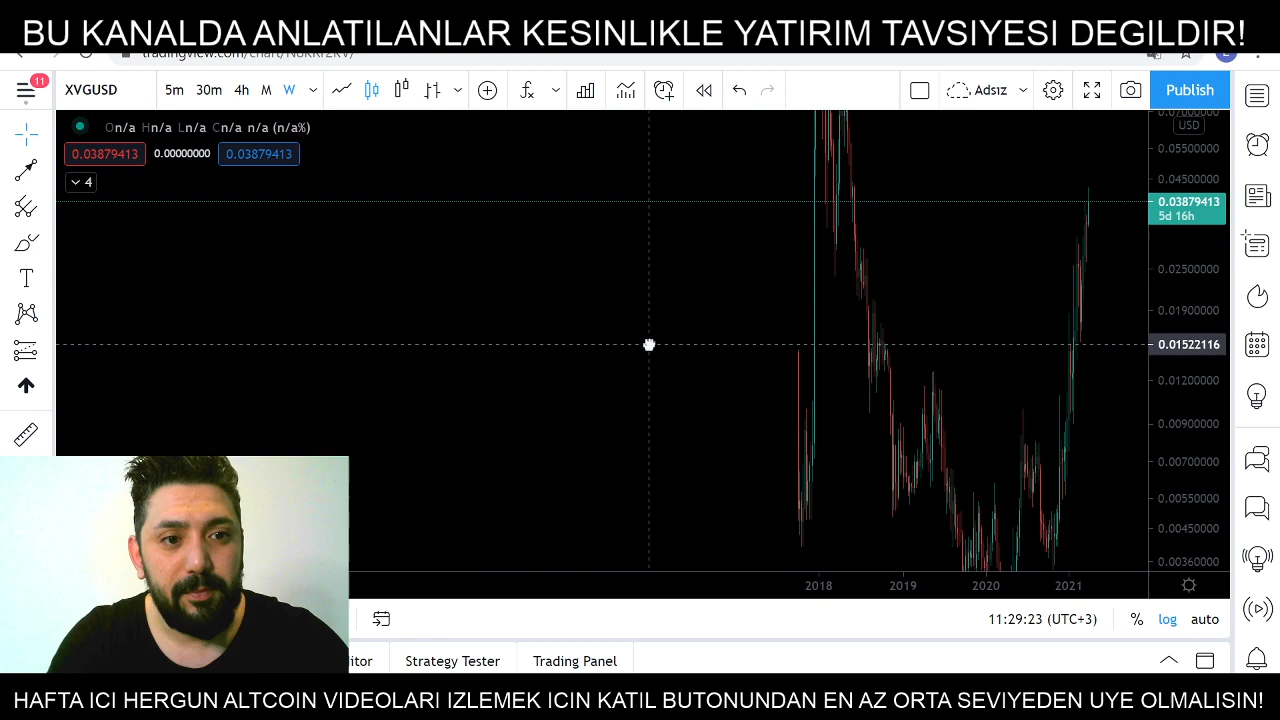 BU KANALDA ANLATILANLAR KESINLIKLE YATIRIM TAVSIYESI DEGILDIR!
11
XVGUSD
5m 30m 4h M W
Adsız
Publish
On/a Hn/a Ln/a Cn/a n/a (n/a%)
0.03879413 0.00000000 0.03879413
4
0.07000000
USD
0.05500000
0.04500000
0.03879413
5d 16h
0.02500000
0.01900000
0.01522116
0.01200000
0.00900000
0.00700000
0.00550000
0.00450000
0.00360000
2018 2019 2020 2021
11:29:23 (UTC+3) % log auto
itor Strategy Tester Trading Panel
HAFTA ICI HERGUN ALTCOIN VIDEOLARI IZLEMEK ICIN KATIL BUTONUNDAN EN AZ ORTA SEVIYEDEN UYE OLMALISIN!